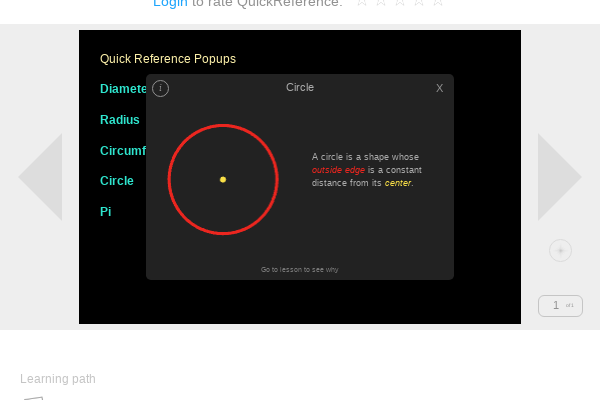 Login to rate QuickReference.
Quick Reference Popups
Diamete
Radius
Circumf
Circle
Pi
i
Circle
X
A circle is a shape whose
outside edge is a constant
distance from its center.
Go to lesson to see why
1
Learning path